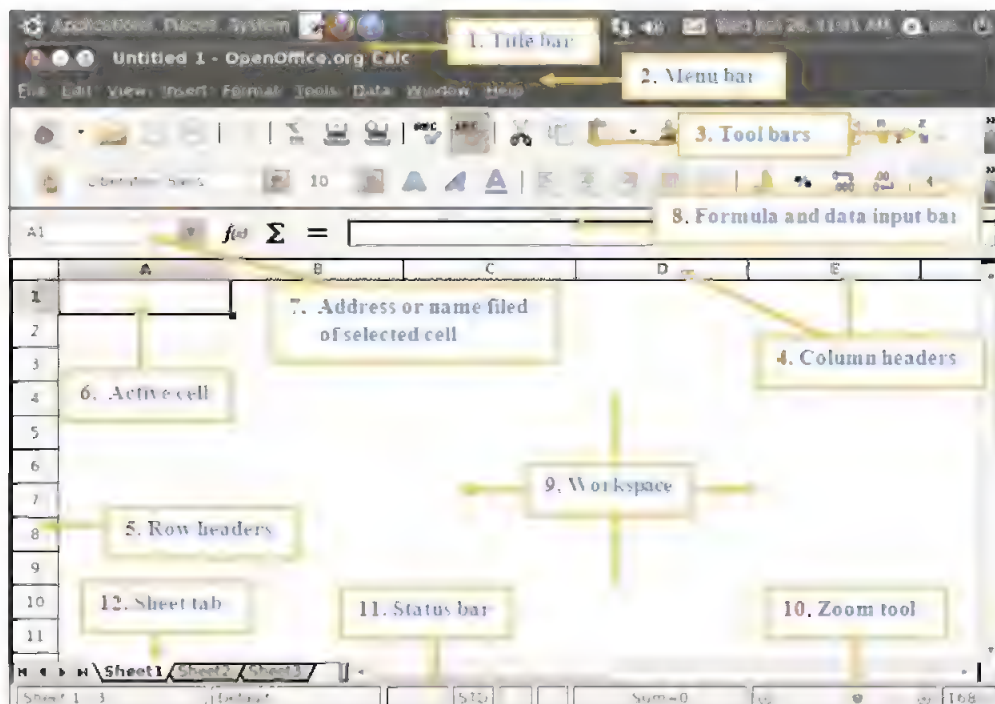 Applications Places System
1. Title bar
Untitled 1 - OpenOffice.org Calc
2. Menu bar
File Edit View Insert Format Tools Data Window Help
3. Tool bars
10
8. Formula and data input bar
A1 f(x) Σ =
A B C D E
1
7. Address or name filed
of selected cell
2
3
4. Column headers
6. Active cell
4
5
6
9. Workspace
7
5. Row headers
8
9
12. Sheet tab
11. Status bar
10. Zoom tool
10
11
Sheet1 Sheet2 Sheet3
Default STD Sum=0 168